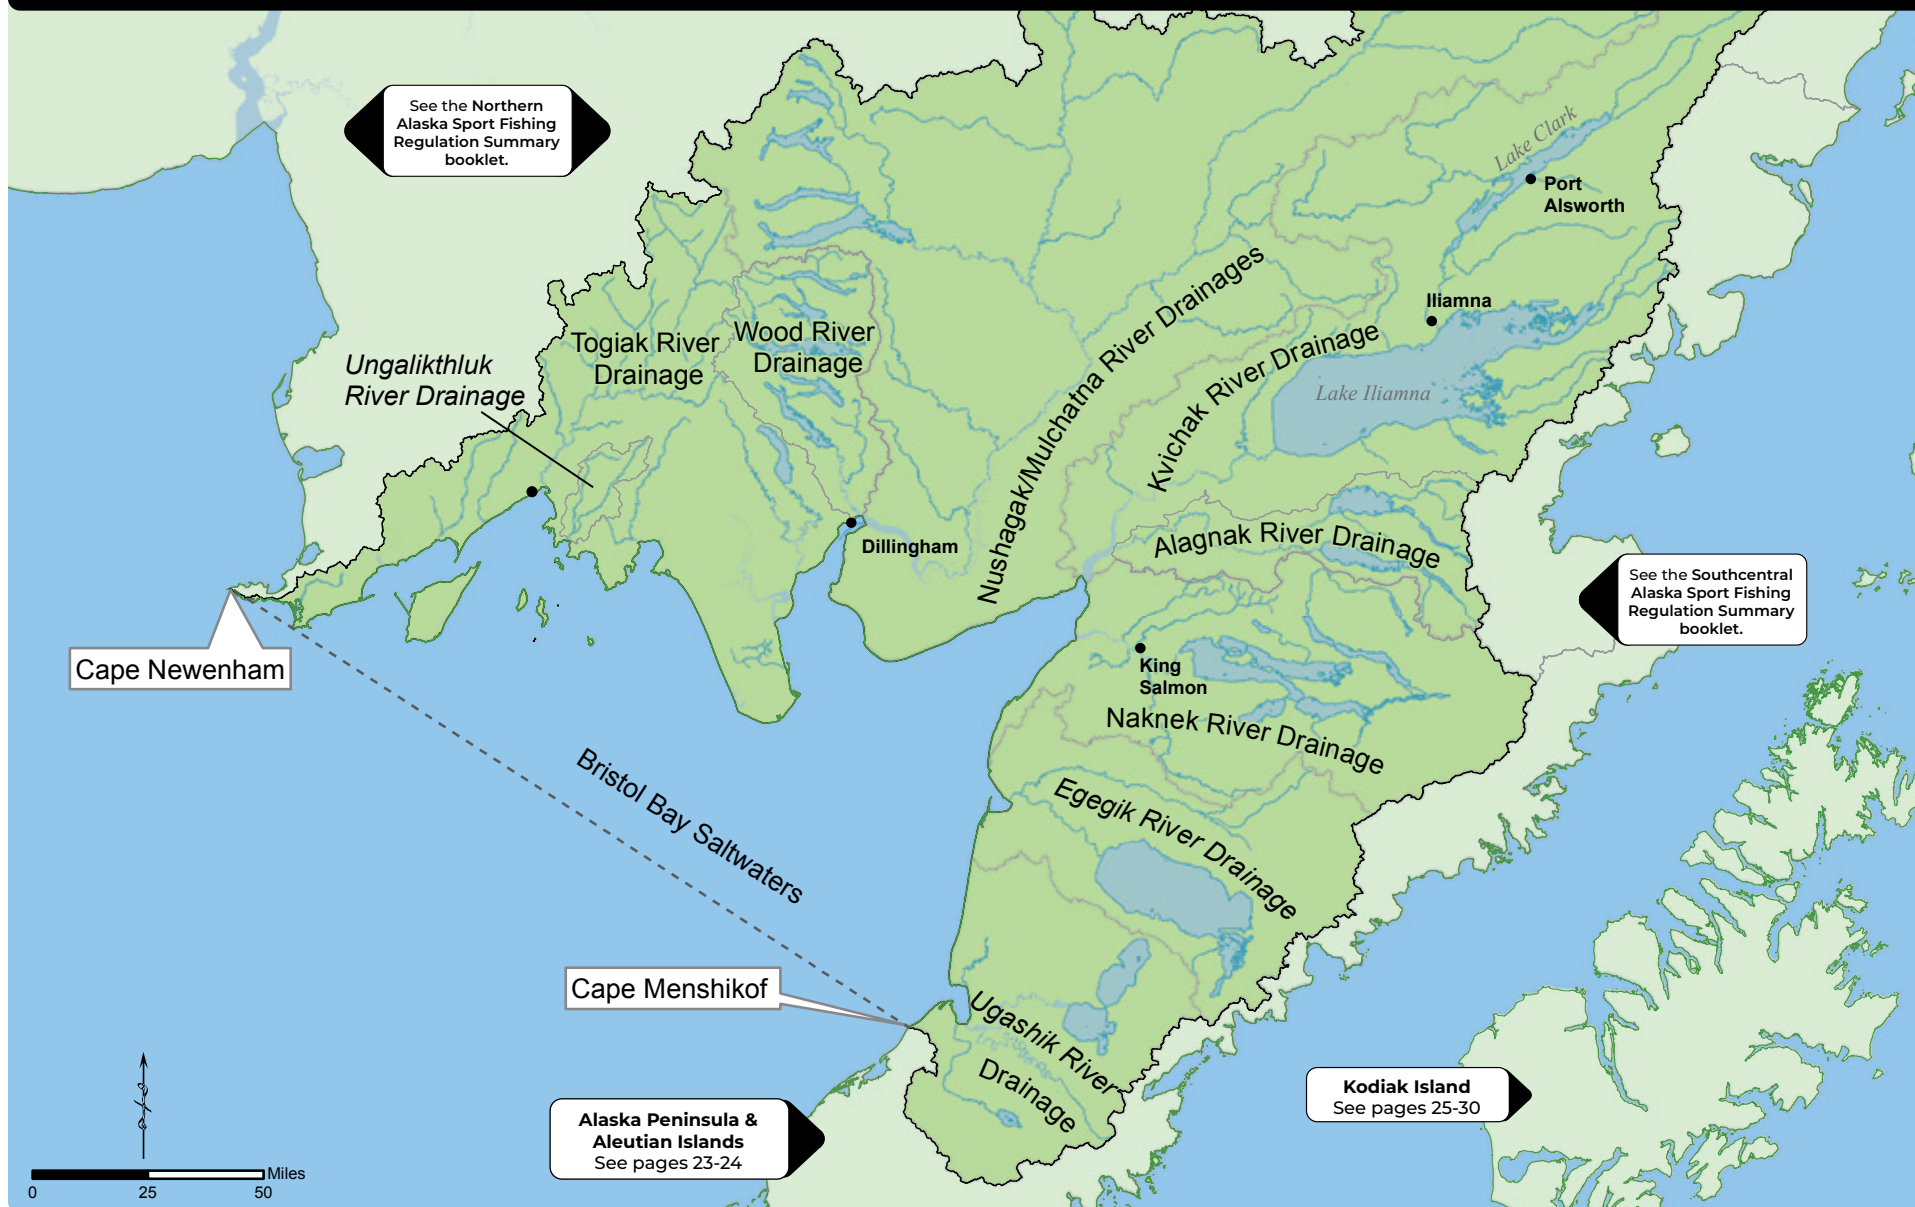 See the Northern
Alaska Sport Fishing
Regulation Summary
booklet.
Lake Clark
Port
Alsworth
Iliamna
Lake Iliamna
Togiak River
Drainage
Wood River
Drainage
Ungalikthluk
River Drainage
Nushagak/Mulchatna River Drainages
Kvichak River Drainage
Alagnak River Drainage
Dillingham
See the Southcentral
Alaska Sport Fishing
Regulation Summary
booklet.
Cape Newenham
King
Salmon
Naknek River Drainage
Bristol Bay Saltwaters
Egegik River Drainage
Cape Menshikof
Ugashik River
Drainage
Alaska Peninsula &
Aleutian Islands
See pages 23-24
Kodiak Island
See pages 25-30
Miles
0 25 50